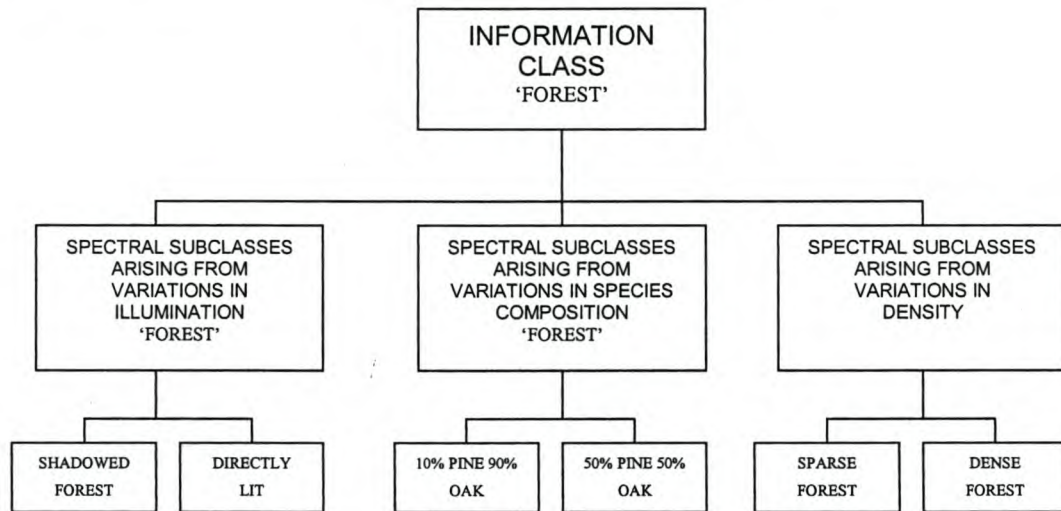 INFORMATION
CLASS
‘FOREST’
SPECTRAL SUBCLASSES
ARISING FROM
VARIATIONS IN
ILLUMINATION
‘FOREST’
SPECTRAL SUBCLASSES
ARISING FROM
VARIATIONS IN SPECIES
COMPOSITION
‘FOREST’
SPECTRAL SUBCLASSES
ARISING FROM
VARIATIONS IN
DENSITY
SHADOWED
FOREST
DIRECTLY
LIT
10% PINE 90%
OAK
50% PINE 50%
OAK
SPARSE
FOREST
DENSE
FOREST